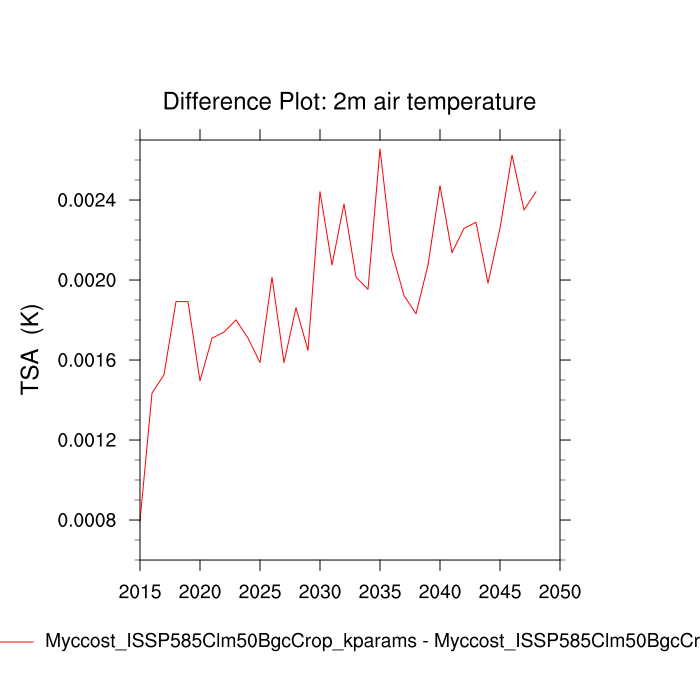 Difference Plot: 2m air temperature
TSA (K)
0.0024
0.0020
0.0016
0.0012
0.0008
2015 2020 2025 2030 2035 2040 2045 2050
Myccost_ISSP585Clm50BgcCrop_kparams - Myccost_ISSP585Clm50BgcCr